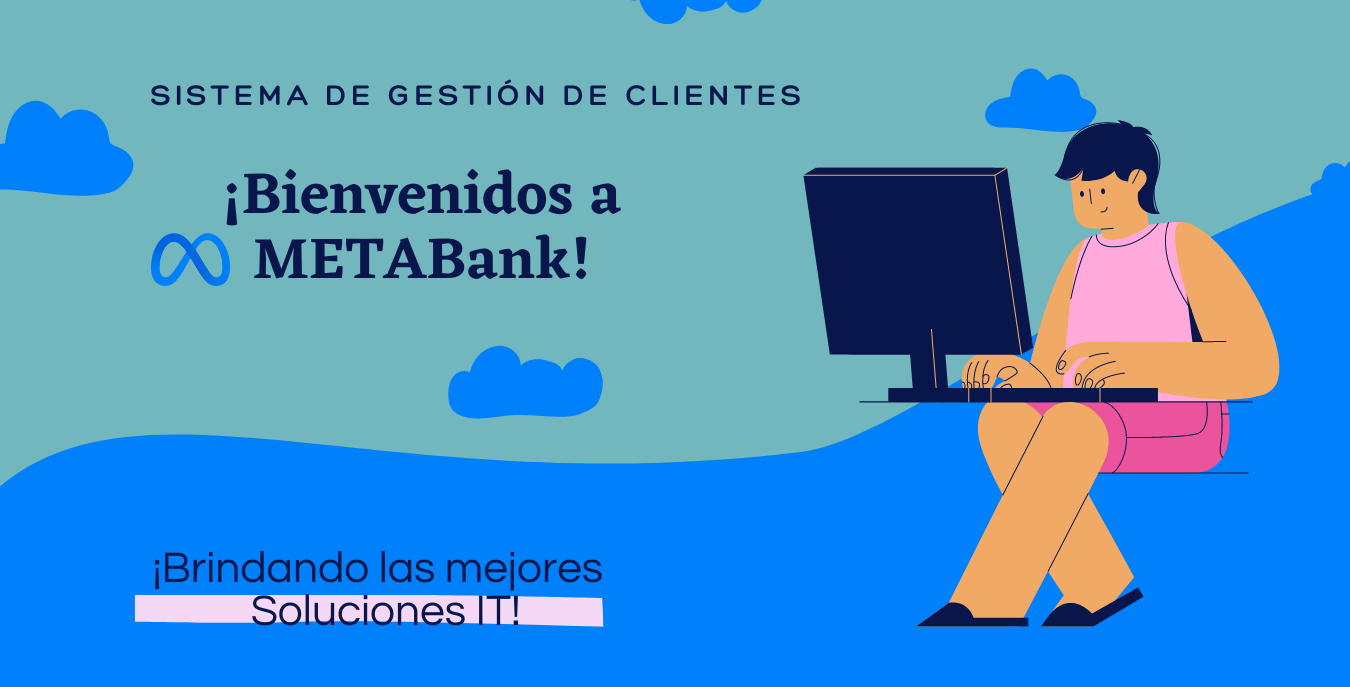 SISTEMA DE GESTIÓN DE CLIENTES
¡Bienvenidos a
METABank!
¡Brindando las mejores
Soluciones IT!